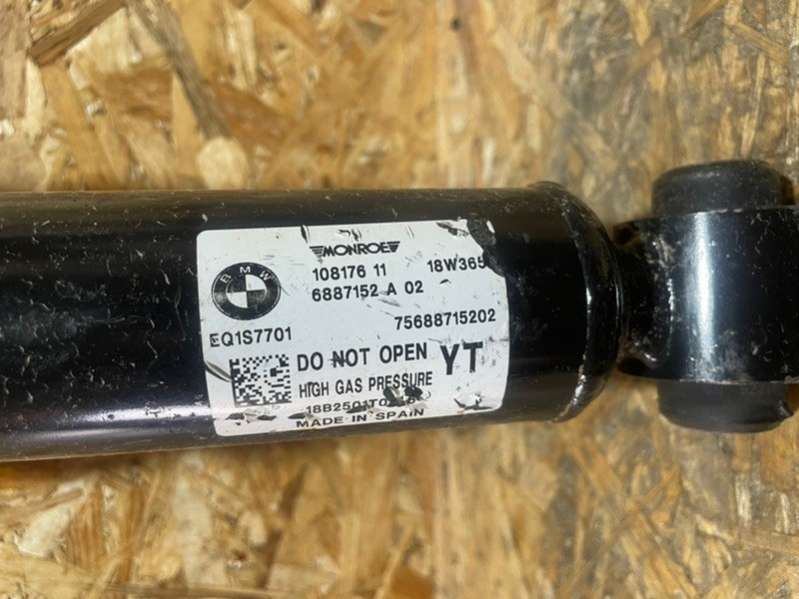 MONROE
BMW
108176 11 18W365
6887152 A 02
EQ1S7701
75688715202
DO NOT OPEN YT
HIGH GAS PRESSURE
MADE IN SPAIN